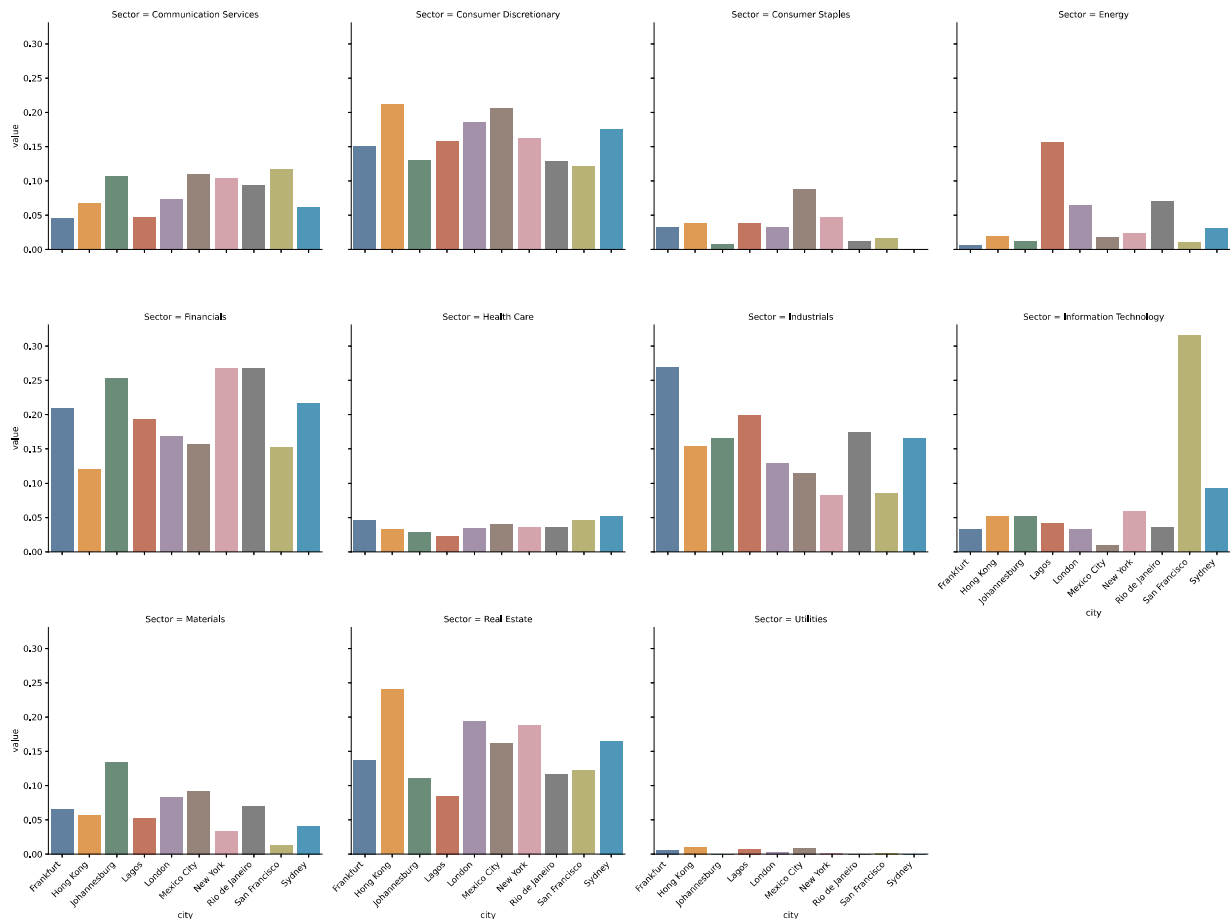 Sector = Communication Services
Sector = Consumer Discretionary
Sector = Consumer Staples
Sector = Energy
0.30
0.25
0.20
0.15
0.10
0.05
0.00
value
Sector = Financials
Sector = Health Care
Sector = Industrials
Sector = Information Technology
0.30
0.25
0.20
0.15
0.10
0.05
0.00
value
Frankfurt
Hong Kong
Johannesburg
Lagos
London
Mexico City
New York
Rio de Janeiro
San Francisco
Sydney
city
Sector = Materials
Sector = Real Estate
Sector = Utilities
0.30
0.25
0.20
0.15
0.10
0.05
0.00
value
Frankfurt
Hong Kong
Johannesburg
Lagos
London
Mexico City
New York
Rio de Janeiro
San Francisco
Sydney
city
Frankfurt
Hong Kong
Johannesburg
Lagos
London
Mexico City
New York
Rio de Janeiro
San Francisco
Sydney
city
Frankfurt
Hong Kong
Johannesburg
Lagos
London
Mexico City
New York
Rio de Janeiro
San Francisco
Sydney
city